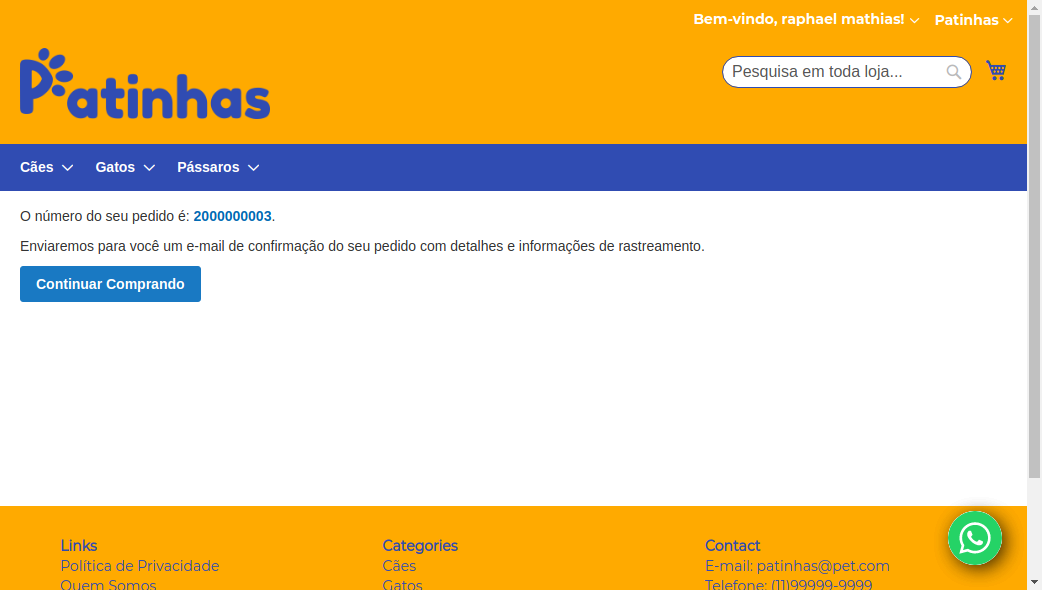 Bem-vindo, raphael mathias! Patinhas
Patinhas
Pesquisa em toda loja...
Cães Gatos Pássaros
O número do seu pedido é: 2000000003.
Enviaremos para você um e-mail de confirmação do seu pedido com detalhes e informações de rastreamento.
Continuar Comprando
Links Categories Contact
Política de Privacidade Cães E-mail: patinhas@pet.com
Quem Somos Gatos Telefone: (11)99999-9999